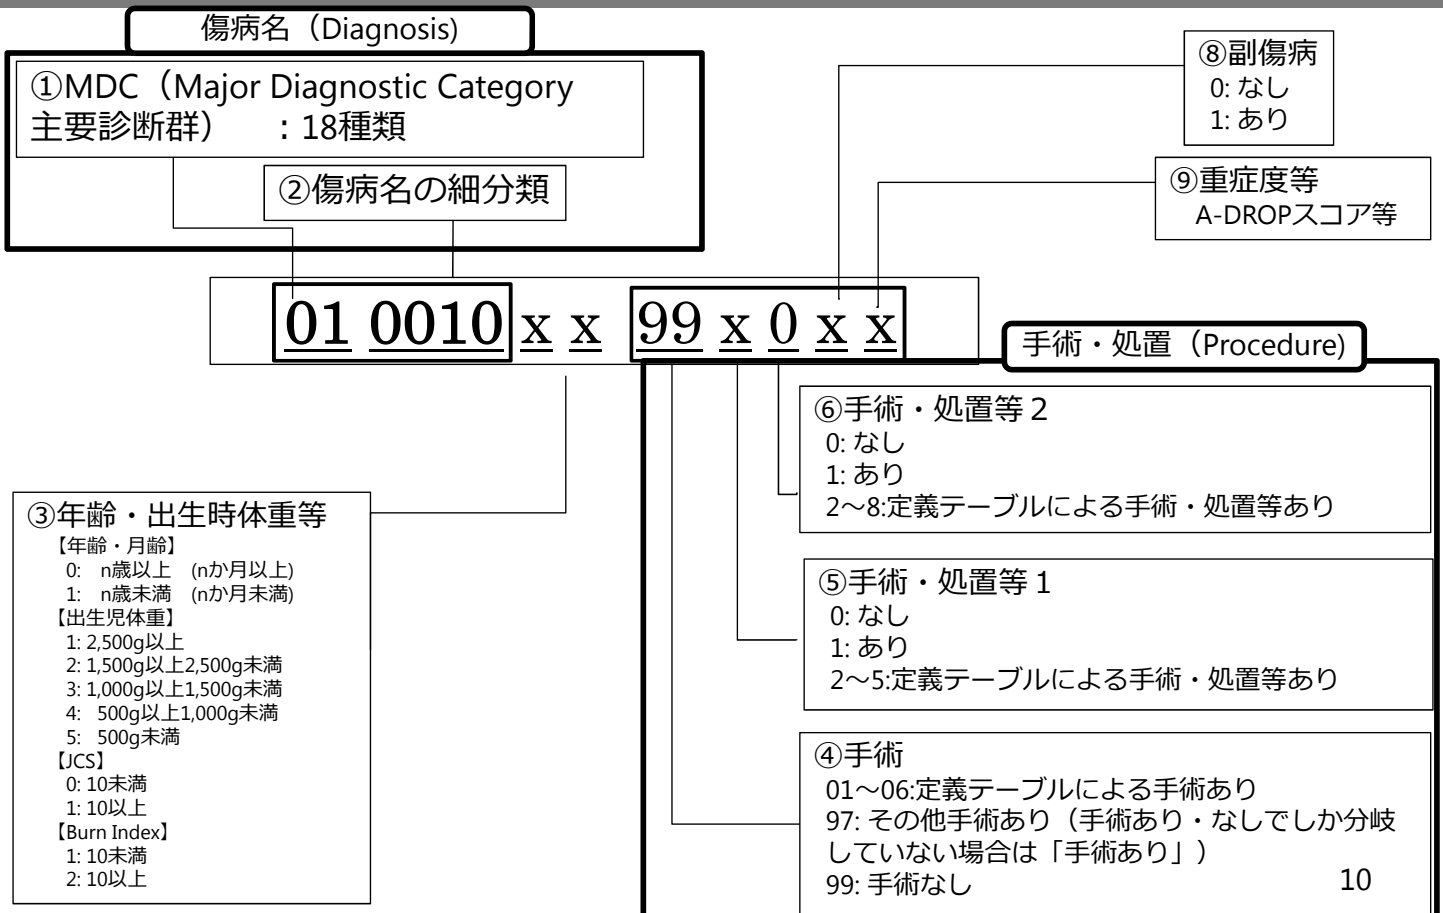 傷病名（Diagnosis)
①MDC（Major Diagnostic Category
主要診断群）　：18種類
②傷病名の細分類
⑧副傷病
0: なし
1: あり
⑨重症度等
A-DROPスコア等
01 0010 x x 99 x 0 x x
手術・処置（Procedure)
⑥手術・処置等２
0: なし
1: あり
2～8:定義テーブルによる手術・処置等あり
③年齢・出生時体重等
【年齢・月齢】
0:　n歳以上　(nか月以上)
1:　n歳未満　(nか月未満)
【出生児体重】
1: 2,500g以上
2: 1,500g以上2,500g未満
3: 1,000g以上1,500g未満
4:　500g以上1,000g未満
5:　500g未満
【JCS】
0: 10未満
1: 10以上
【Burn Index】
1: 10未満
2: 10以上
⑤手術・処置等１
0: なし
1: あり
2～5:定義テーブルによる手術・処置等あり
④手術
01～06:定義テーブルによる手術あり
97: その他手術あり（手術あり・なしでしか分岐
していない場合は「手術あり」）
99: 手術なし
10